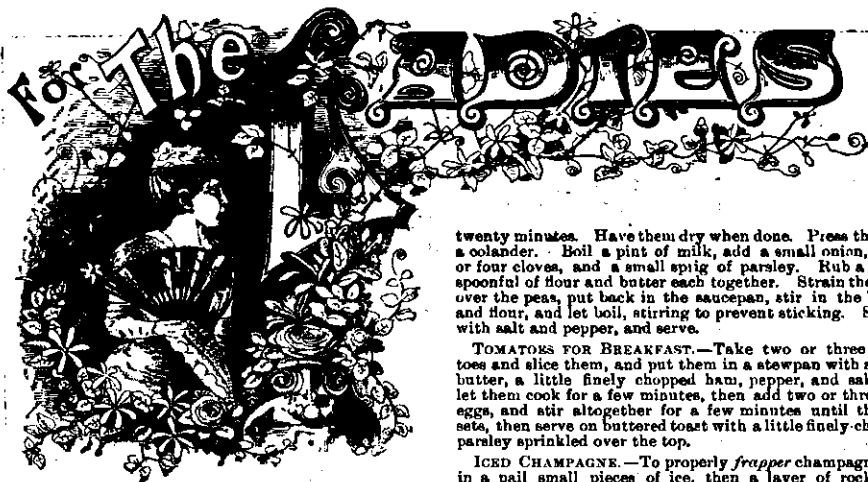 For The LADIES
twenty minutes. Have them dry when done. Press th
a colander. Boil a pint of milk, add a small onion,
or four cloves, and a small sprig of parsley. Rub a
spoonful of flour and butter each together. Strain the
over the peas, put back in the saucepan, stir in the
and flour, and let boil, stirring to prevent sticking. S
with salt and pepper, and serve.
TOMATOES FOR BREAKFAST.—Take two or three
toes and slice them, and put them in a stewpan with s
butter, a little finely chopped ham, pepper, and sal
let them cook for a few minutes, then add two or thre
eggs, and stir altogether for a few minutes until th
sets, then serve on buttered toast with a little finely-ch
parsley sprinkled over the top.
ICED CHAMPAGNE.—To properly frapper champagn
in a pail small pieces of ice, then a layer of rock